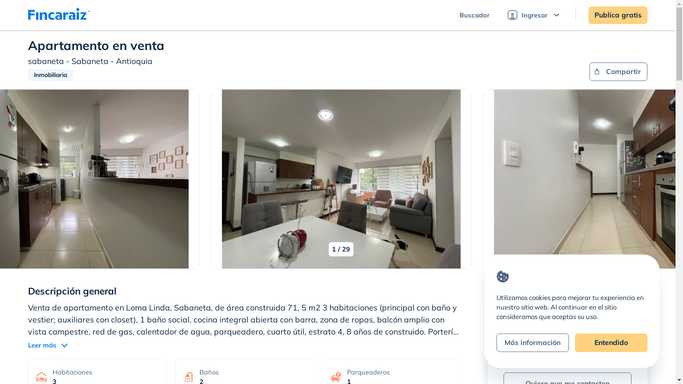 Fincaraiz
Buscador
Ingresar
Publica gratis
Apartamento en venta
sabaneta - Sabaneta - Antioquia
Inmobiliaria
Compartir
1 / 29
Descripción general
Venta de apartamento en Loma Linda, Sabaneta, de área construida 71, 5 m2 3 habitaciones (principal con baño y
vestier; auxiliares con closet), 1 baño social, cocina integral abierta con barra, zona de ropas, balcón amplio con
vista campestre, red de gas, calentador de agua, parqueadero, cuarto útil, estrato 4, 8 años de construido. Porterí...
Leer más
Habitaciones
3
Baños
2
Parqueaderos
1
Utilizamos cookies para mejorar tu experiencia en
nuestro sitio web. Al continuar en el sitio
consideramos que aceptas su uso.
Más información
Entendido
Quiero que me contacten